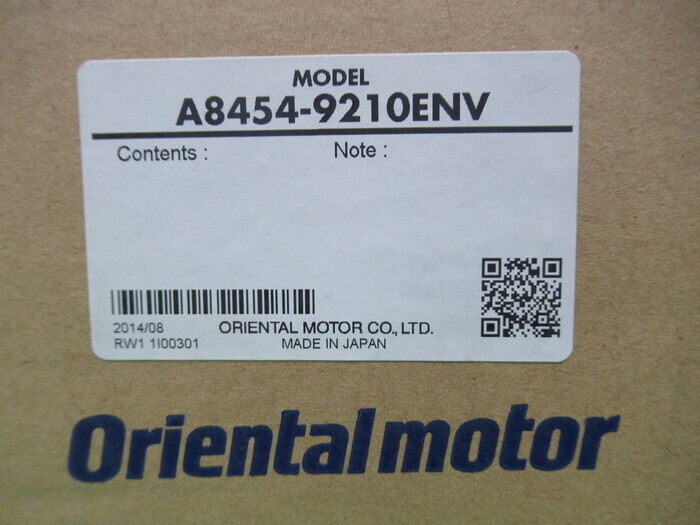 MODEL
A8454-9210ENV
Contents : Note :
2014/08 ORIENTAL MOTOR CO., LTD.
RW1 1I00301 MADE IN JAPAN
Orientalmotor